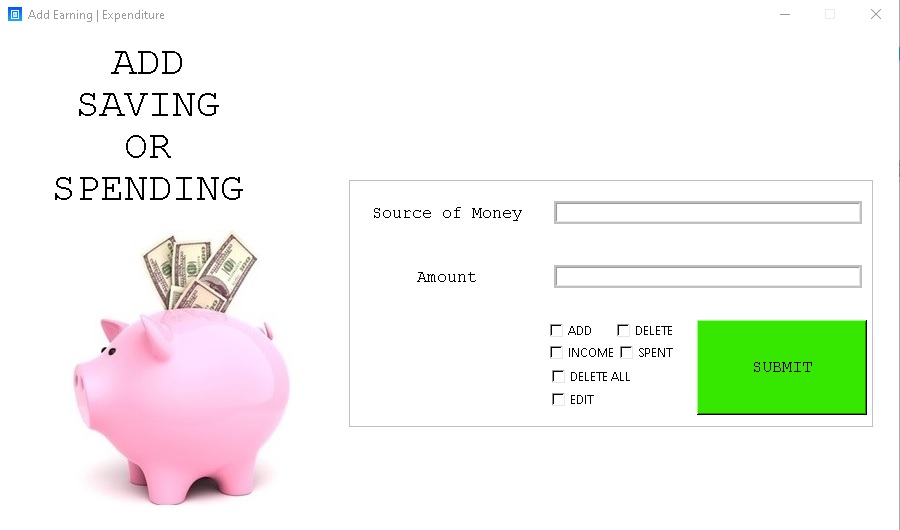 Add Earning | Expenditure
ADD
SAVING
OR
SPENDING
Source of Money
Amount
ADD DELETE
INCOME SPENT
DELETE ALL
EDIT
SUBMIT